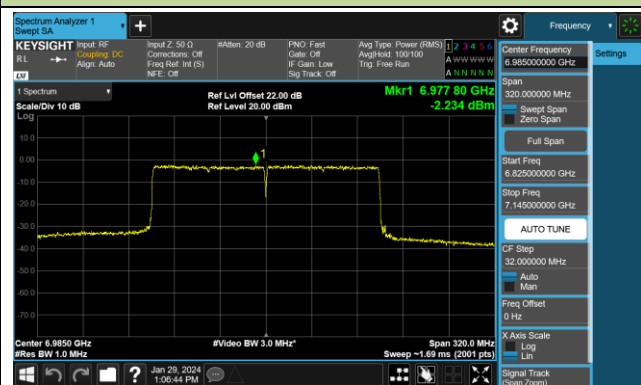 Spectrum Analyzer 1
Swept SA
Frequency
KEYSIGHT
RL
Input: RF
Coupling: DC
Align: Auto
Input Z: 50 Ω
Corrections: Off
Freq Ref: Int (S)
NFE: Off
#Atten: 20 dB
PNO: Fast
Gate: Off
IF Gain: Low
Sig Track: Off
Avg Type: Power (RMS)
Avg|Hold: 100/100
Trig: Free Run
1 2 3 4 5 6
A W W W W W
A N N N N N
LXI
1 Spectrum
Scale/Div 10 dB
Log
Ref Lvl Offset 22.00 dB
Ref Level 20.00 dBm
Mkr1 6.977 80 GHz
-2.234 dBm
1
10.0
0.00
-10.0
-20.0
-30.0
-40.0
-50.0
-60.0
-70.0
Center 6.9850 GHz
#Res BW 1.0 MHz
#Video BW 3.0 MHz*
Span 320.0 MHz
Sweep ~1.69 ms (2001 pts)
Center Frequency
6.985000000 GHz
Settings
Span
320.000000 MHz
Swept Span
Zero Span
Full Span
Start Freq
6.825000000 GHz
Stop Freq
7.145000000 GHz
AUTO TUNE
CF Step
32.000000 MHz
Auto
Man
Freq Offset
0 Hz
X Axis Scale
Log
Lin
Signal Track
(Span Zoom)
Jan 29, 2024
1:06:44 PM